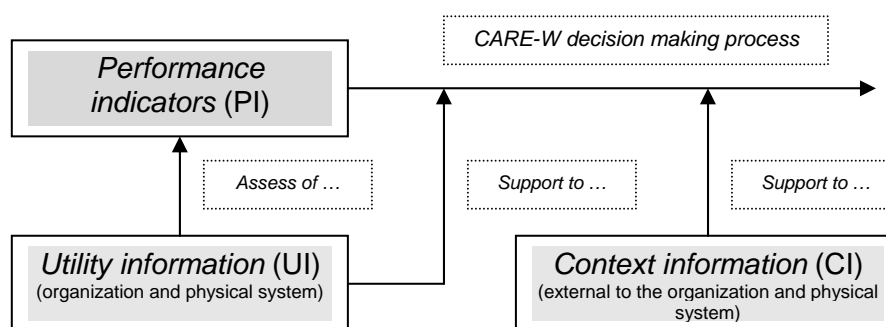 CARE-W decision making process
Performance
indicators (PI)
Assess of …
Support to …
Support to …
Utility information (UI)
(organization and physical system)
Context information (CI)
(external to the organization and physical
system)